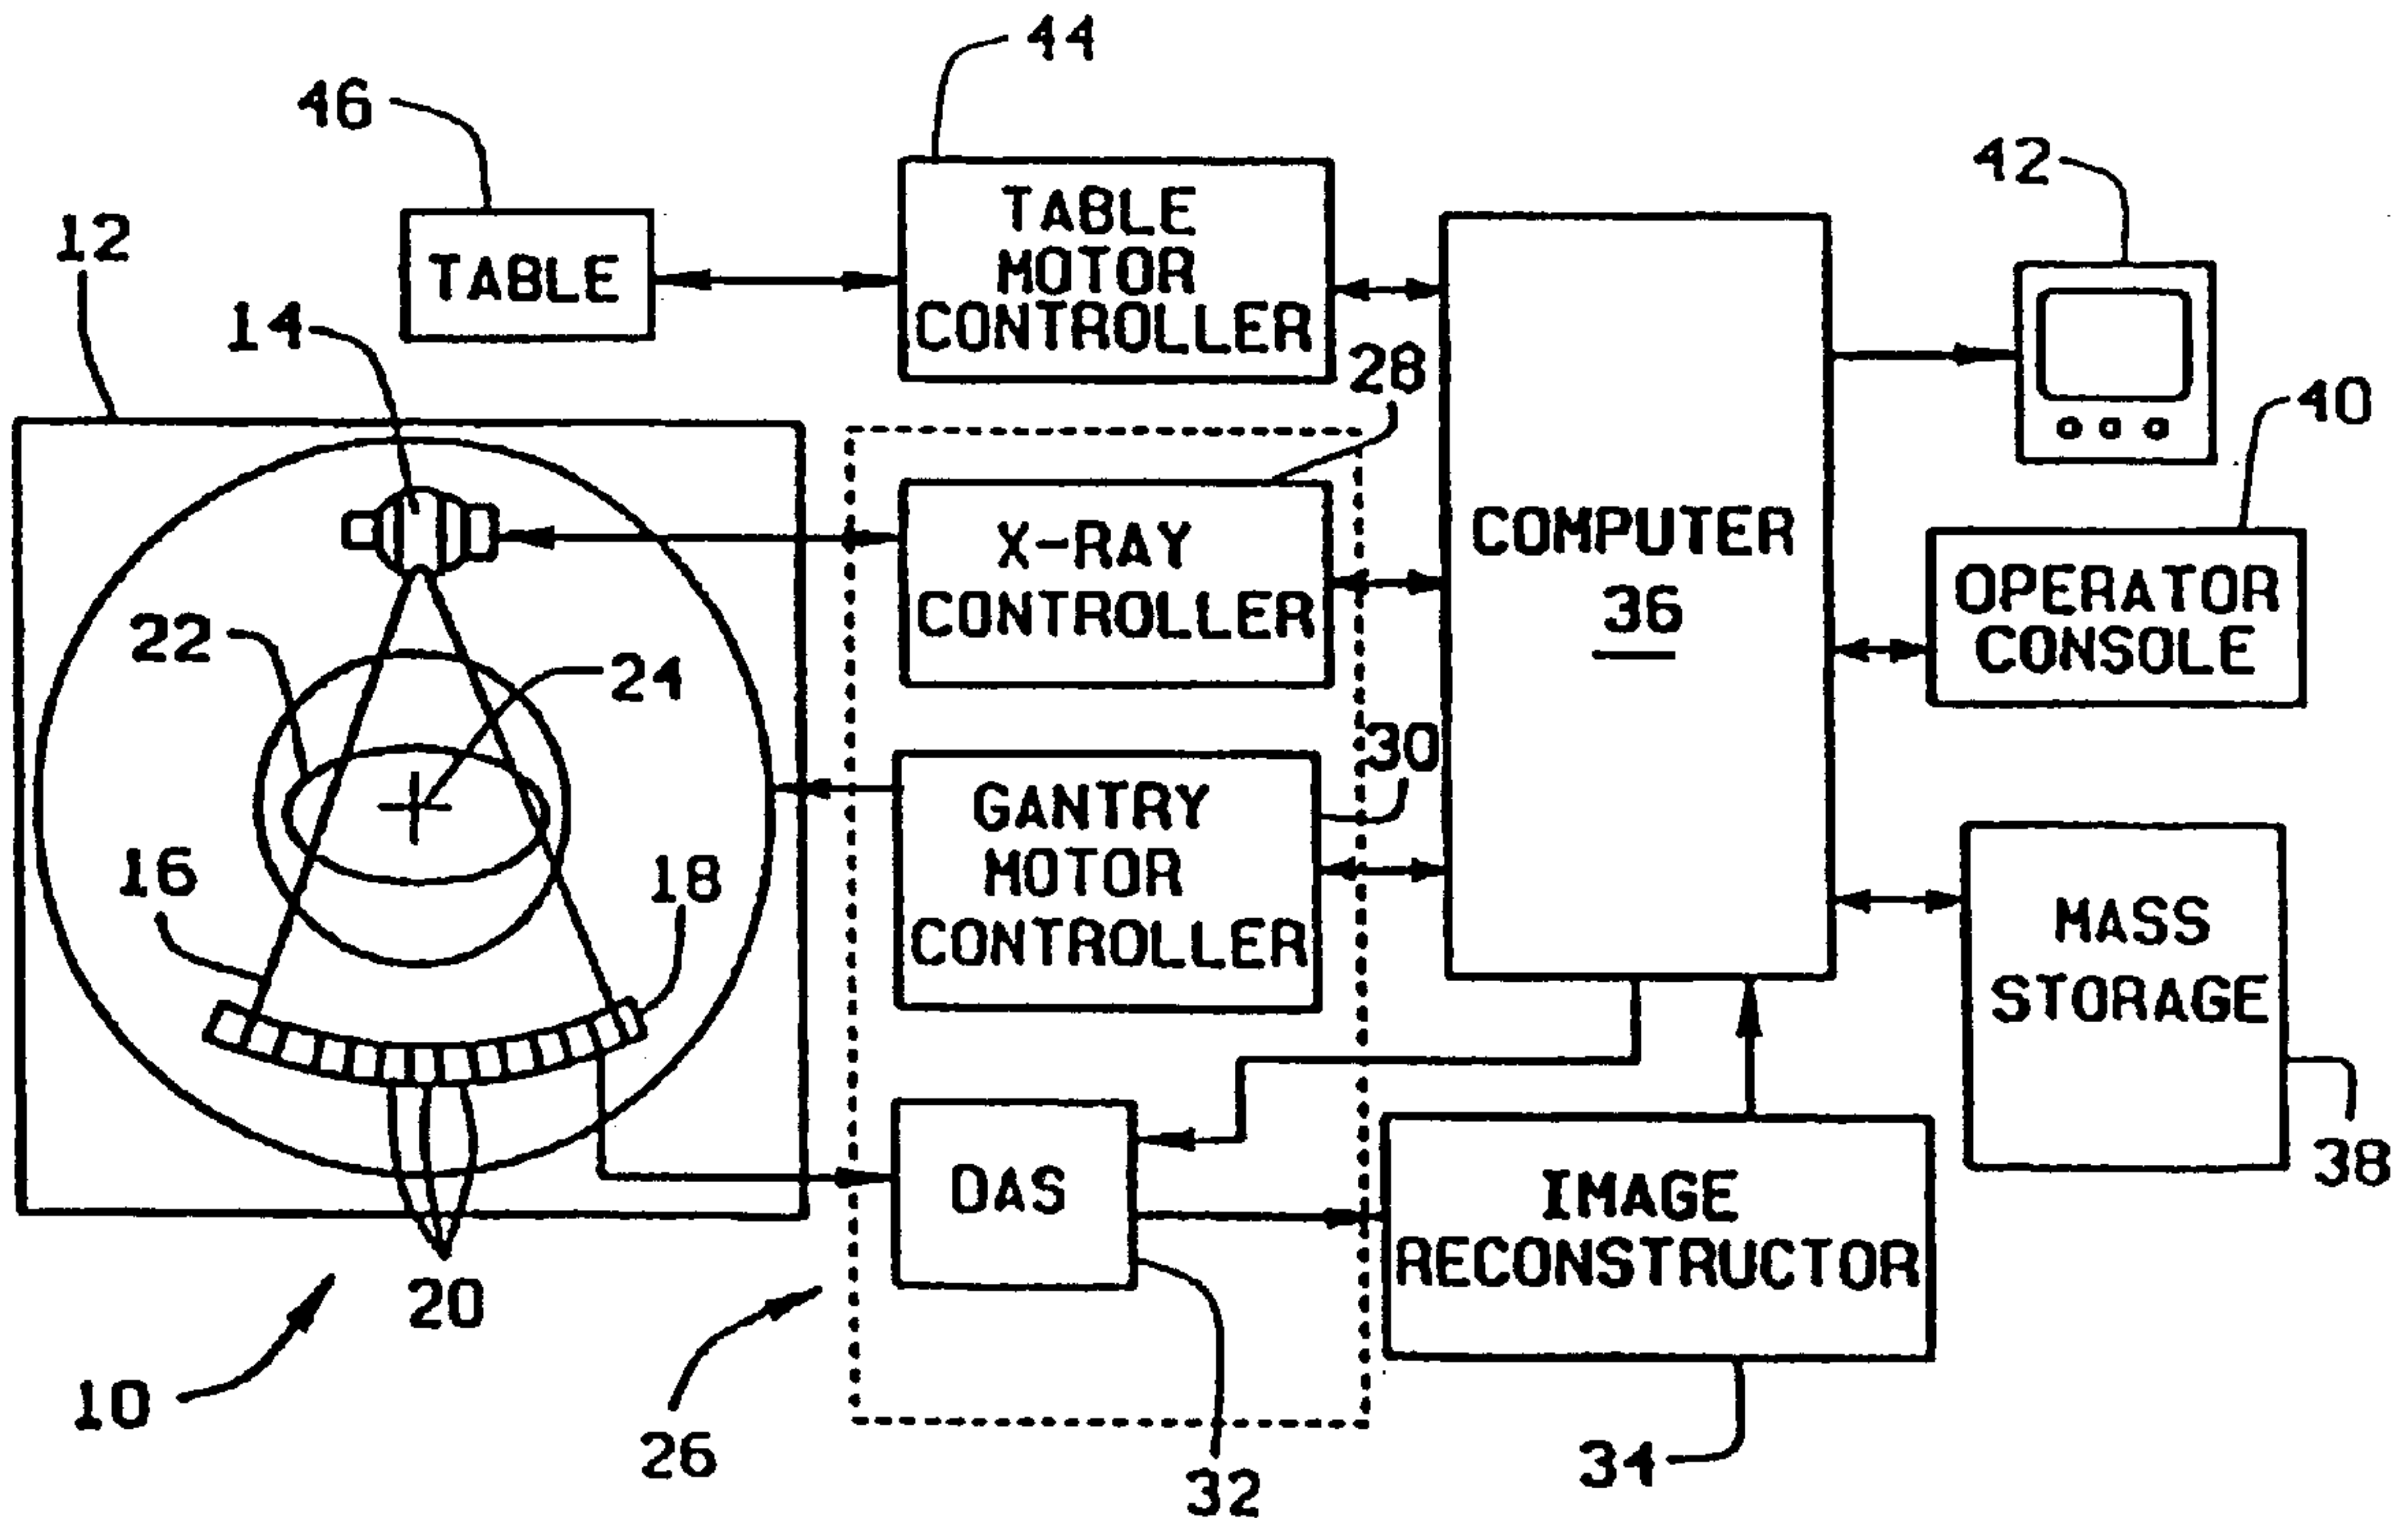 44
46
42
12
TABLE
MOTOR
CONTROLLER
TABLE
14
28
40
X-RAY
CONTROLLER
COMPUTER
36
OPERATOR
CONSOLE
22
24
30
GANTRY
MOTOR
CONTROLLER
16
18
MASS
STORAGE
38
DAS
IMAGE
RECONSTRUCTOR
20
10
26
32
34